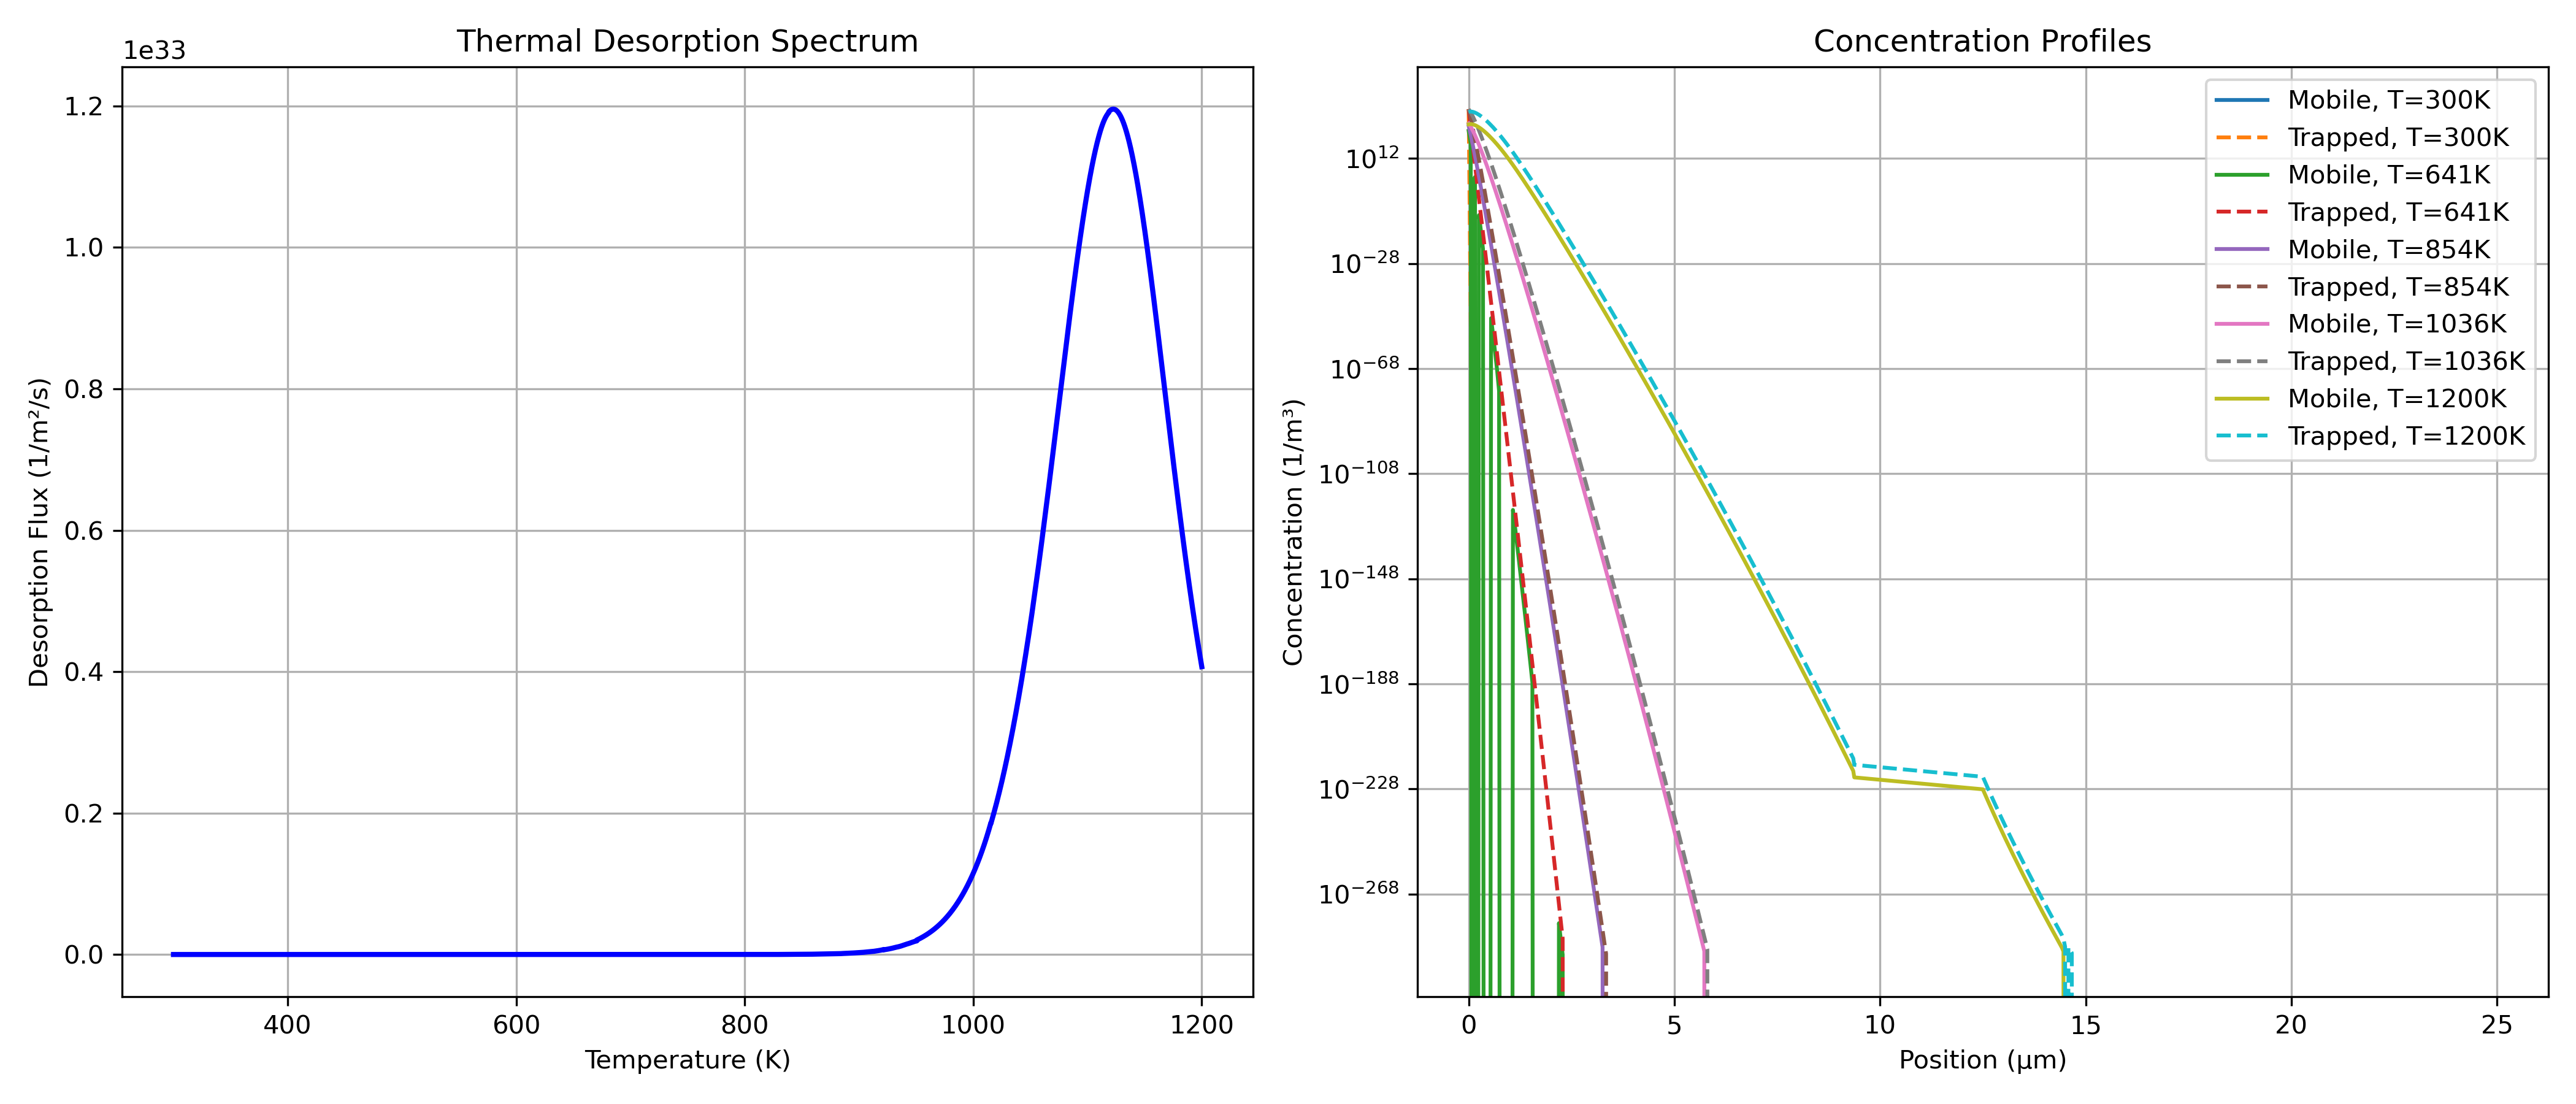 Thermal Desorption Spectrum
1e33
1.2
1.0
0.8
0.6
0.4
0.2
0.0
Desorption Flux (1/m²/s)
400
600
800
1000
1200
Temperature (K)
Concentration Profiles
10¹²
10⁻²⁸
10⁻⁶⁸
10⁻¹⁰⁸
10⁻¹⁴⁸
10⁻¹⁸⁸
10⁻²²⁸
10⁻²⁶⁸
Concentration (1/m³)
0
5
10
15
20
25
Position (μm)
Mobile, T=300K
Trapped, T=300K
Mobile, T=641K
Trapped, T=641K
Mobile, T=854K
Trapped, T=854K
Mobile, T=1036K
Trapped, T=1036K
Mobile, T=1200K
Trapped, T=1200K